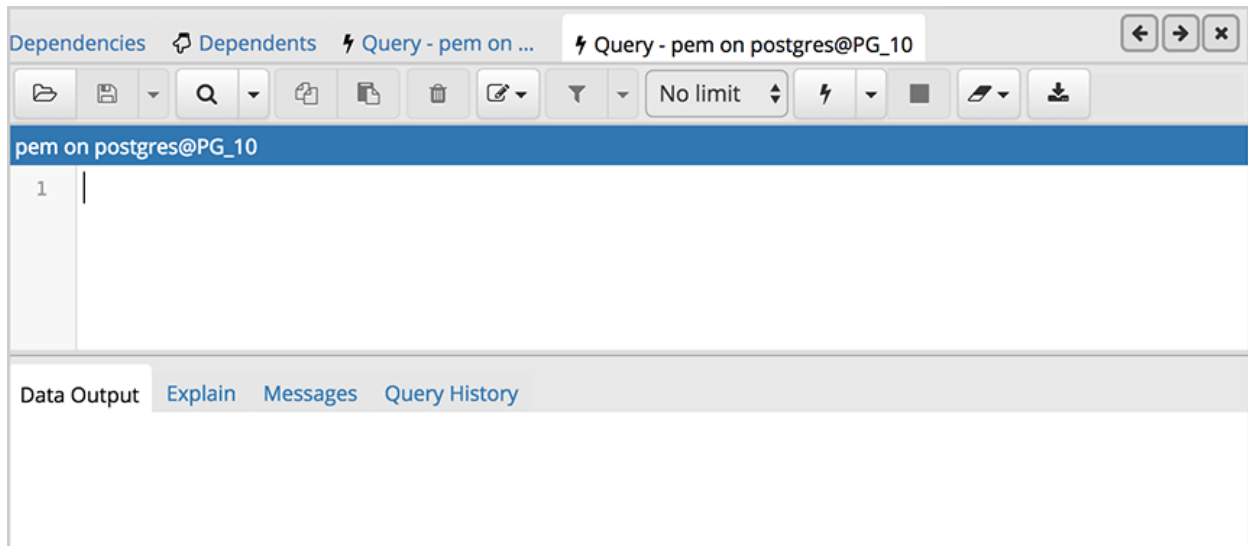 Dependencies Dependents Query - pem on ... Query - pem on postgres@PG_10
No limit
pem on postgres@PG_10
1
Data Output Explain Messages Query History